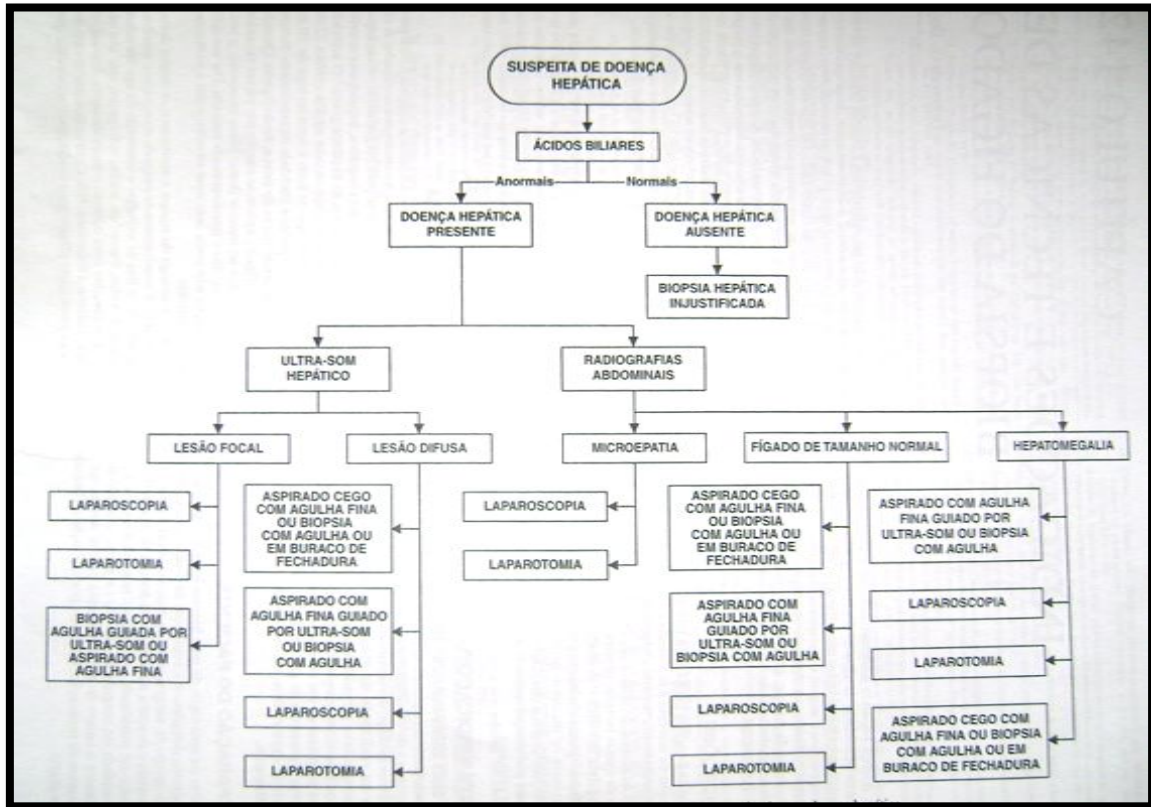 SUSPEITA DE DOENÇA
HEPÁTICA
ÁCIDOS BILIARES
Anormais
Normais
DOENÇA HEPÁTICA
PRESENTE
DOENÇA HEPÁTICA
AUSENTE
BIOPSIA HEPÁTICA
INJUSTIFICADA
ULTRA-SOM
HEPÁTICO
RADIOGRAFIAS
ABDOMINAIS
LESÃO FOCAL
LESÃO DIFUSA
MICROEPATIA
FÍGADO DE TAMANHO NORMAL
HEPATOMEGALIA
LAPAROSCOPIA
LAPAROTOMIA
BIOPSIA COM
AGULHA GUIADA POR
ULTRA-SOM OU
ASPIRADO COM
AGULHA FINA
ASPIRADO CEGO
COM AGULHA FINA
OU BIOPSIA
COM AGULHA OU
EM BURACO DE
FECHADURA
ASPIRADO COM
AGULHA FINA GUIADO
POR ULTRA-SOM
OU BIOPSIA
COM AGULHA
LAPAROSCOPIA
LAPAROTOMIA
LAPAROSCOPIA
LAPAROTOMIA
ASPIRADO CEGO
COM AGULHA FINA
OU BIOPSIA
COM AGULHA OU
EM BURACO DE
FECHADURA
ASPIRADO COM
AGULHA FINA
GUIADO POR
ULTRA-SOM OU
BIOPSIA COM AGULHA
LAPAROSCOPIA
LAPAROTOMIA
ASPIRADO COM AGULHA
FINA GUIADO POR
ULTRA-SOM OU BIOPSIA
COM AGULHA
LAPAROSCOPIA
LAPAROTOMIA
ASPIRADO CEGO COM
AGULHA FINA OU BIOPSIA
COM AGULHA OU EM
BURACO DE FECHADURA